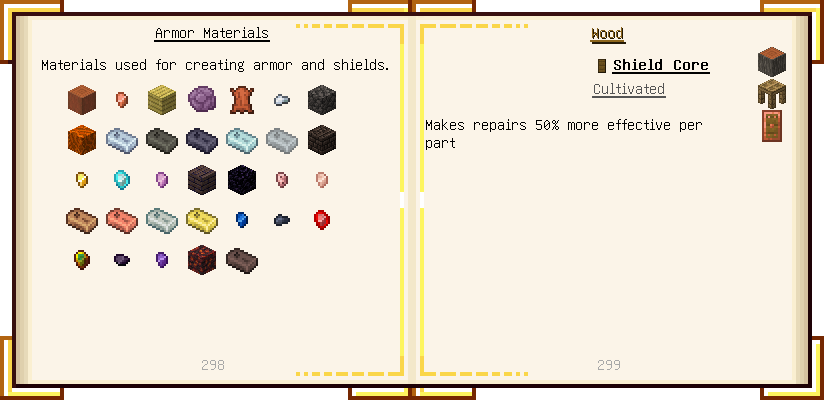 Armor Materials
Materials used for creating armor and shields.
298
Wood
Shield Core
Cultivated
Makes repairs 50% more effective per
part
299